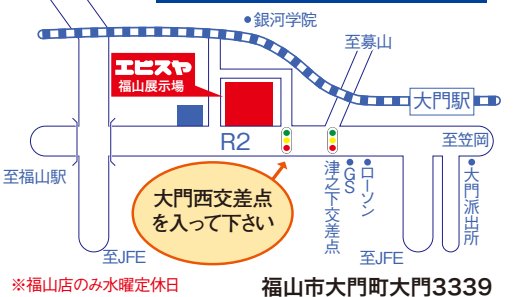 銀河学院
至募山
エビスヤ
福山展示場
大門駅
R2
至笠岡
至福山駅
大門西交差点
を入って下さい
津之下交差点
GS
ローソン
大門派出所
至JFE
至JFE
※福山店のみ水曜定休日
福山市大門町大門3339